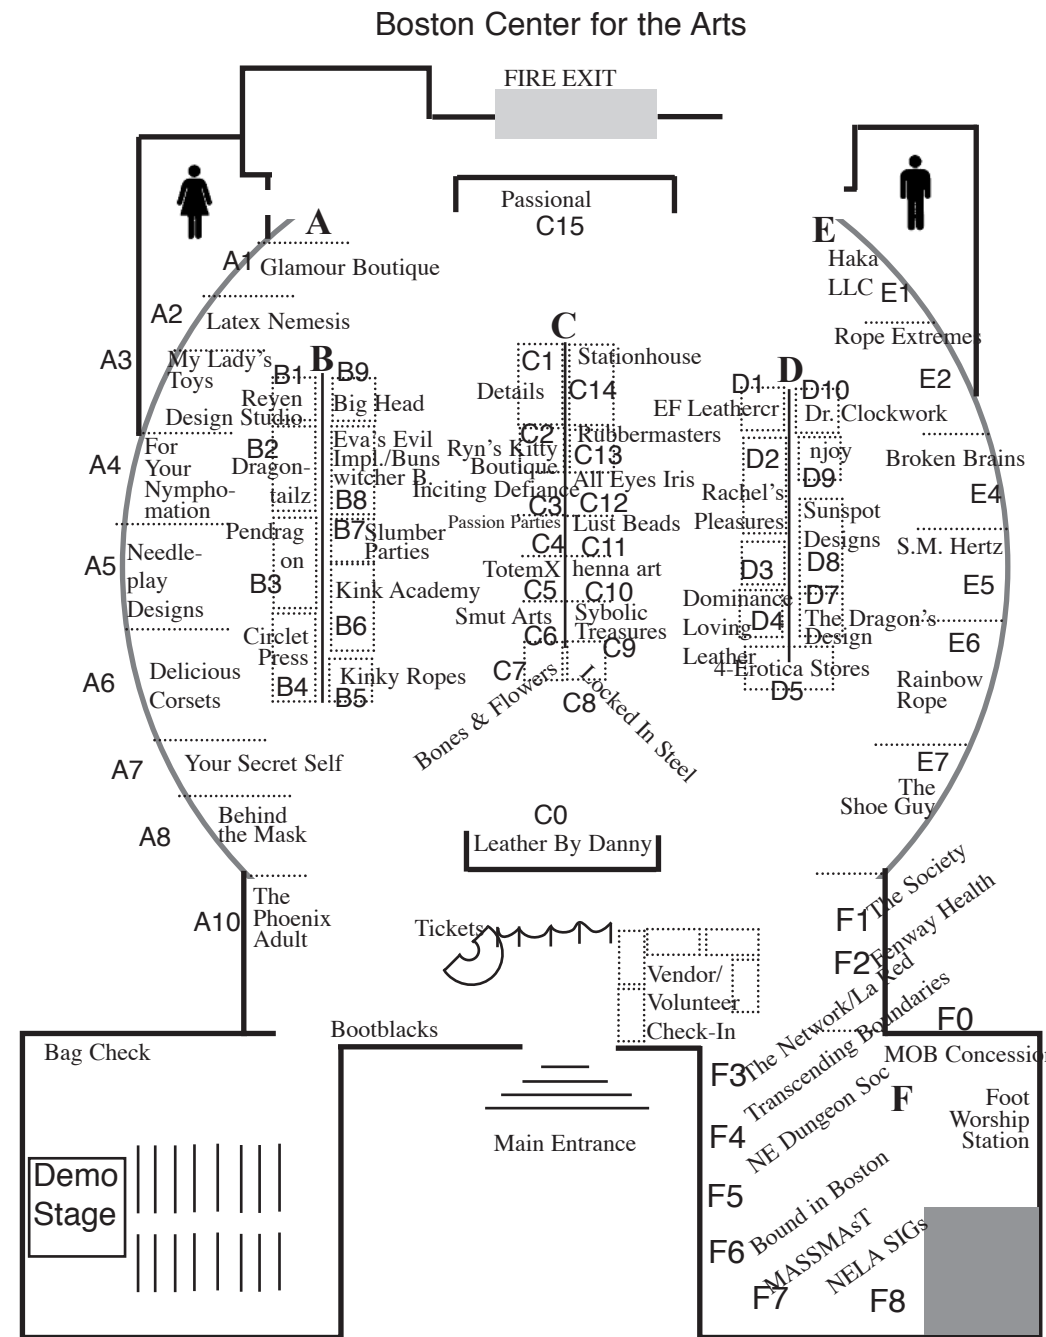 Boston Center for the Arts
FIRE EXIT
Passional
C15
A
A1
Glamour Boutique
A2
Latex Nemesis
A3
My Lady's
Toys
Design Studio
A4
For
Your
Nympho-
mation
A5
Needle-
play
Designs
A6
Delicious
Corsets
A7
Your Secret Self
A8
Behind
the Mask
A10
The
Phoenix
Adult
B
B1
Reven
B2
Dragon-
tailz
Pendrag
on
B3
Circlet
Press
B4
B9
Big Head
Eva's Evil
Impl./Buns
witcher B.
B8
B7
Slumber
Parties
Kink Academy
B6
Kinky Ropes
B5
C
C1
Details
C2
Ryn's Kitty
Boutique
Inciting Defiance
C3
Passion Parties
C4
TotemX
C5
Smut Arts
C6
C7
Bones & Flowers
Stationhouse
C14
Rubbermasters
C13
All Eyes Iris
C12
Lust Beads
C11
henna art
C10
Sybolic
Treasures
C9
C8
Locked In Steel
C0
Leather By Danny
D
D1
EF Leathercr
D2
Rachel's
Pleasures
D3
Dominance
D4
Loving
Leather
4-Erotica Stores
D5
D10
Dr. Clockwork
njoy
D9
Sunspot
Designs
D8
D7
The Dragon's
Design
E
Haka
LLC
E1
Rope Extremes
E2
Broken Brains
E4
S.M. Hertz
E5
E6
Rainbow
Rope
E7
The
Shoe Guy
Tickets
Vendor/
Volunteer
Check-In
Bootblacks
Main Entrance
Bag Check
Demo
Stage
F1
The Society
F2
Fenway Health
The Network/La Red
F3
Transcending Boundaries
F4
NE Dungeon Soc
F5
Bound in Boston
F6
MASSMAsT
F7
NELA SIGs
F8
F0
MOB Concessio
F
Foot
Worship
Station